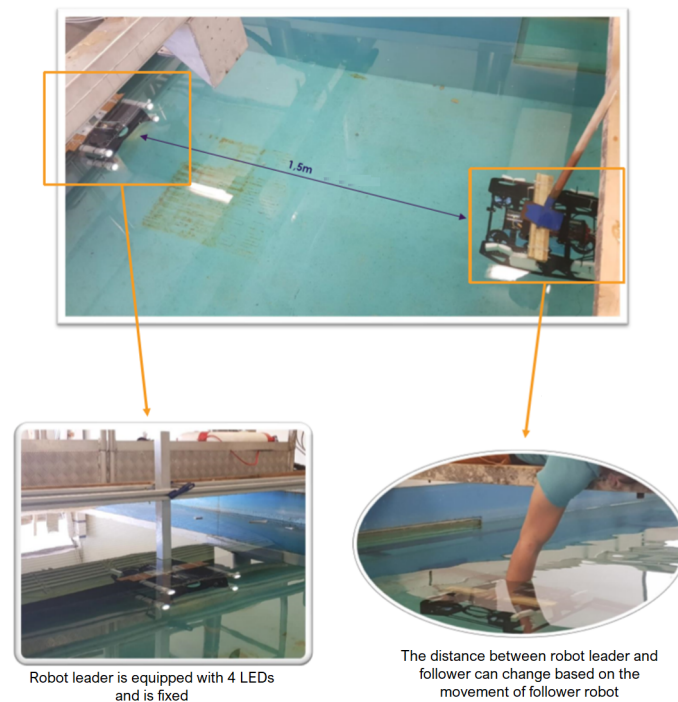 1,5m
Robot leader is equipped with 4 LEDs
and is fixed
The distance between robot leader and
follower can change based on the
movement of follower robot